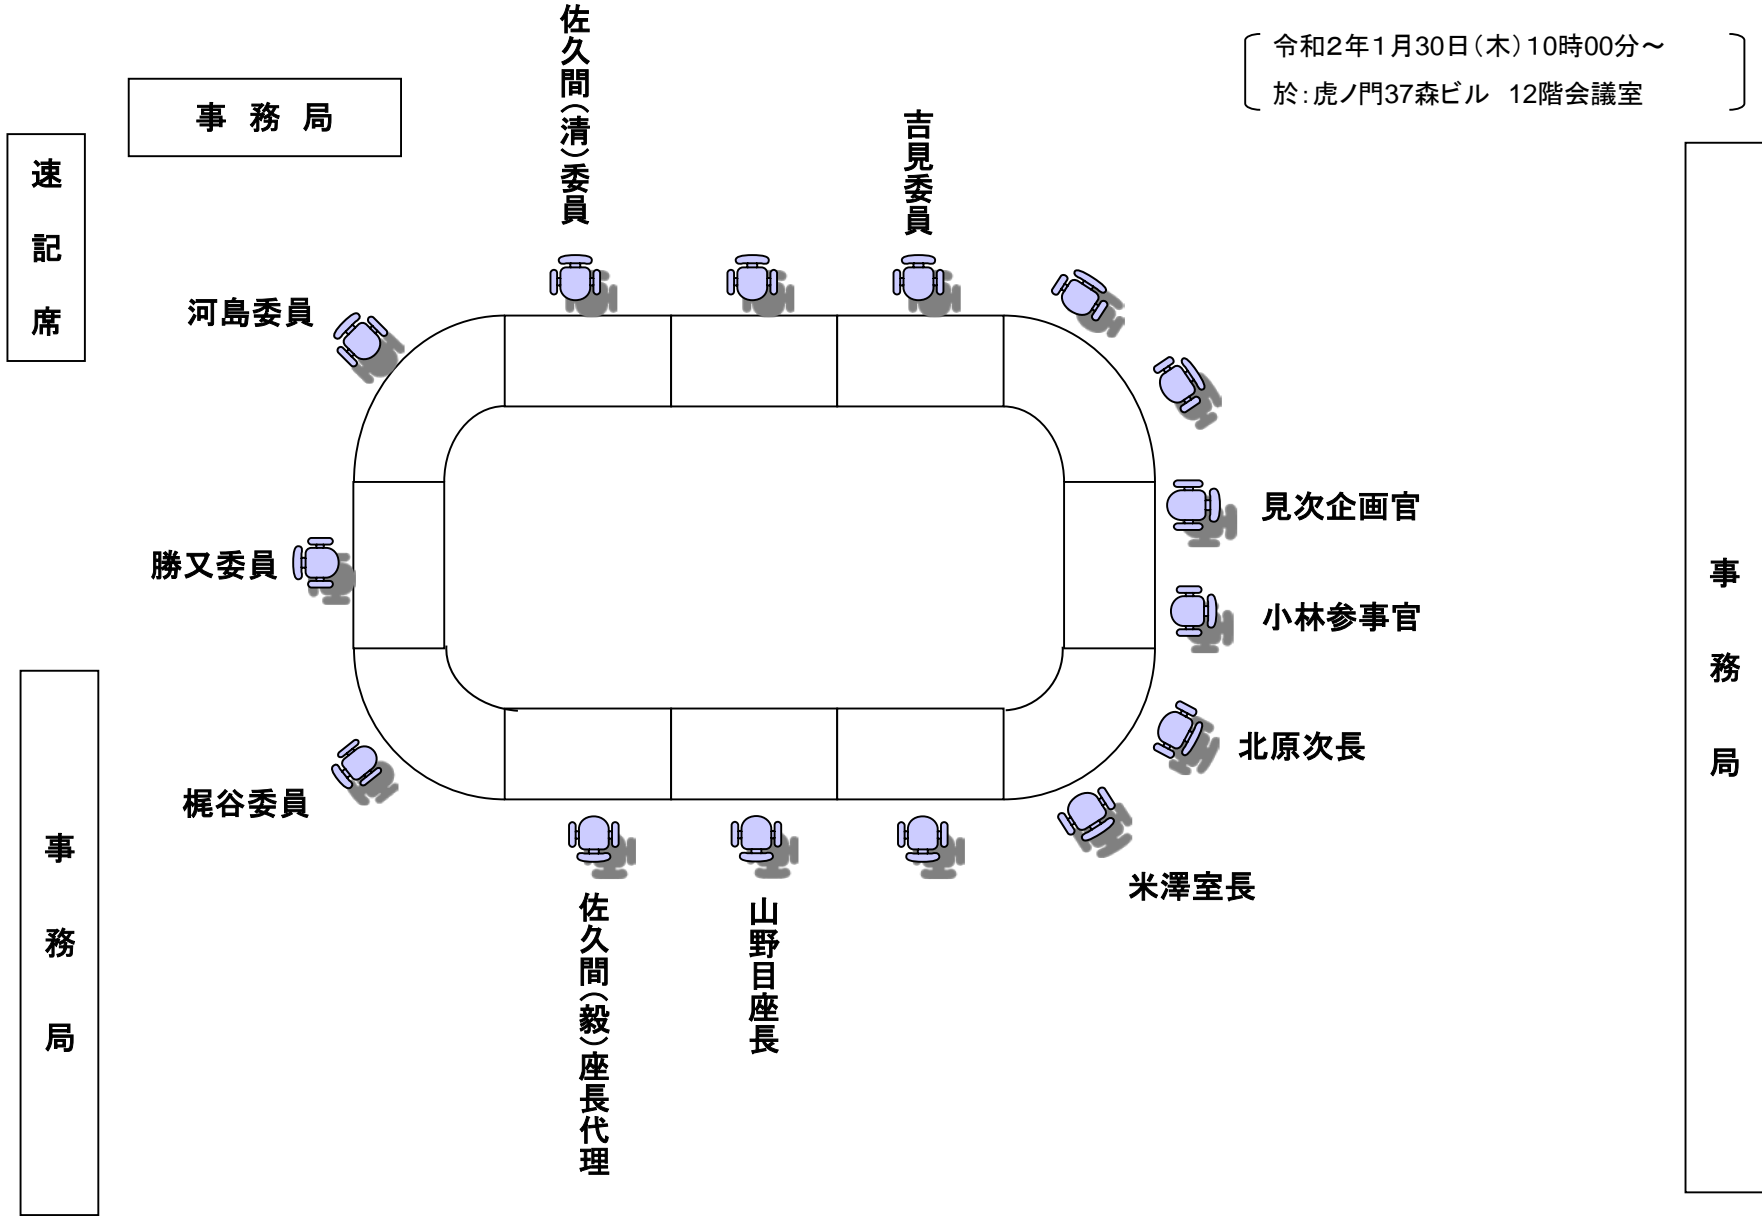 令和2年1月30日(木)10時00分～
於:虎ノ門37森ビル 12階会議室
事 務 局
速 記 席
佐久間(清)委員
吉見委員
河島委員
勝又委員
梶谷委員
見次企画官
小林参事官
北原次長
米澤室長
佐久間(毅)座長代理
山野目座長
事 務 局
事 務 局